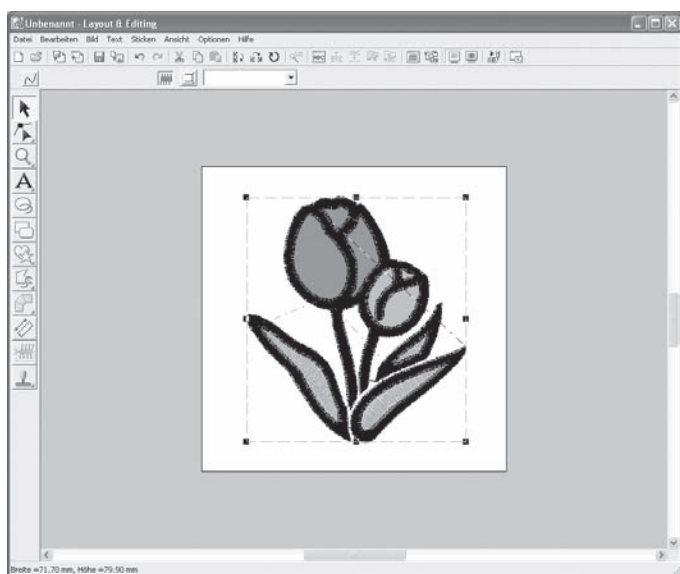 Unbenannt - Layout & Editing
Datei Bearbeiten Bild Text Sticken Ansicht Optionen Hilfe
A
Breite =71.70 mm, Höhe =79.90 mm